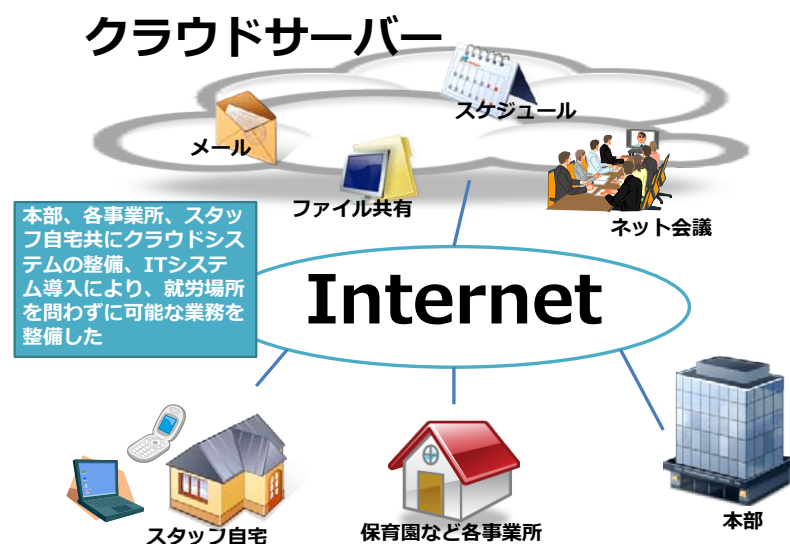 クラウドサーバー
スケジュール
メール
ファイル共有
ネット会議
本部、各事業所、スタッ
フ自宅共にクラウドシス
テムの整備、ITシステ
ム導入により、就労場所
を問わずに可能な業務を
整備した
Internet
スタッフ自宅
保育園など各事業所
本部